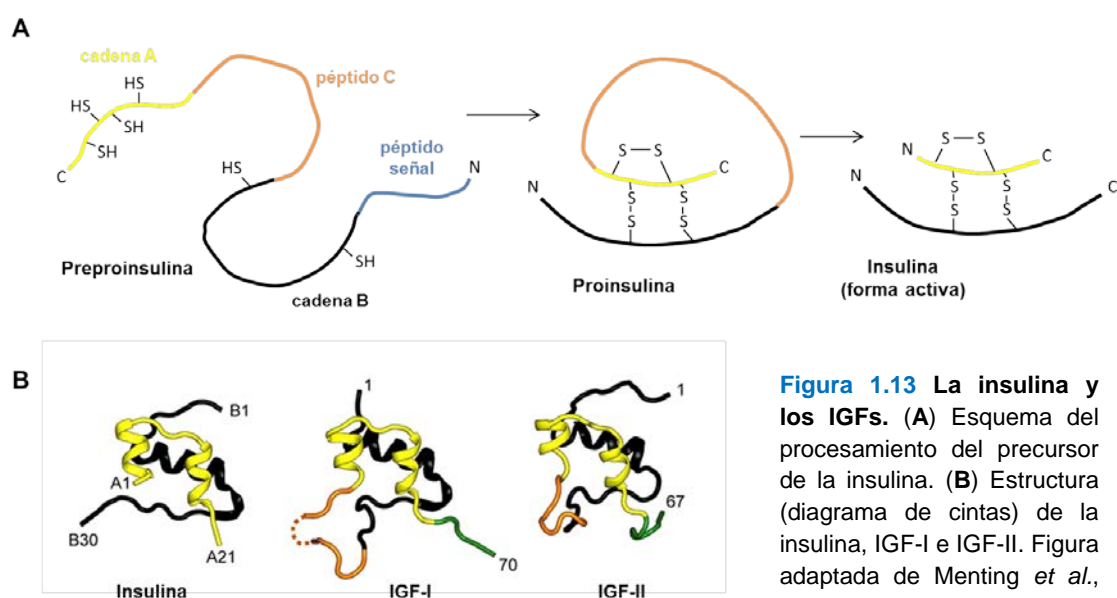 A
cadena A
péptido C
HS
HS
SH
SH
C
HS
péptido
señal
N
SH
Preproinsulina
cadena B
N
S
S
S
S
S
S
C
Proinsulina
N
S
S
C
S
S
S
S
C
Insulina
(forma activa)
B
B1
A1
B30
A21
Insulina
1
70
IGF-I
1
67
IGF-II
Figura 1.13 La insulina y
los IGFs. (A) Esquema del
procesamiento del precursor
de la insulina. (B) Estructura
(diagrama de cintas) de la
insulina, IGF-I e IGF-II. Figura
adaptada de Menting et al.,